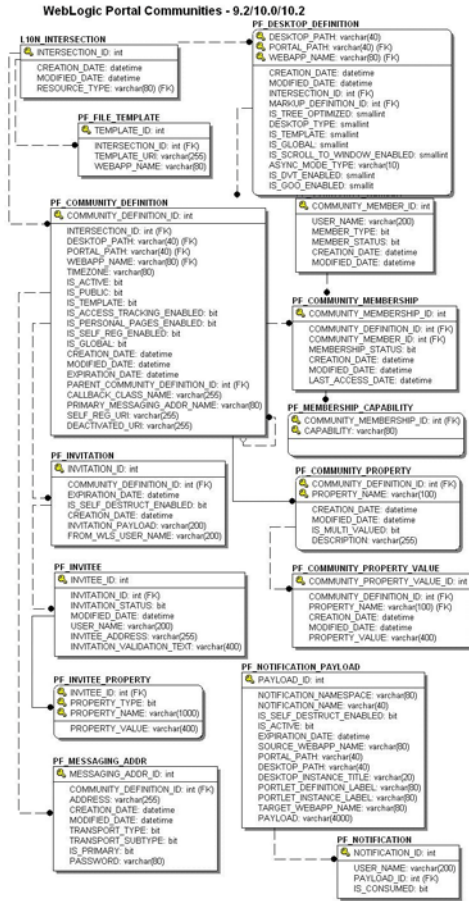 WebLogic Portal Communities - 9.2/10.0/10.2
L10N_INTERSECTION
INTERSECTION_ID: int
CREATION_DATE: datetime
MODIFIED_DATE: datetime
RESOURCE_TYPE: varchar(80) (FK)
PF_DESKTOP_DEFINITION
DESKTOP_PATH: varchar(40)
PORTAL_PATH: varchar(40) (FK)
WEBAPP_NAME: varchar(80) (FK)
CREATION_DATE: datetime
MODIFIED_DATE: datetime
INTERSECTION_ID: int (FK)
MARKUP_DEFINITION_ID: int (FK)
IS_TREE_OPTIMIZED: smallint
DESKTOP_TYPE: smallint
IS_TEMPLATE: smallint
IS_GLOBAL: smallint
IS_SCROLL_TO_WINDOW_ENABLED: smallint
ASYNC_MODE_TYPE: varchar(10)
IS_DVT_ENABLED: smallint
IS_GOO_ENABLED: smallit
PF_FILE_TEMPLATE
TEMPLATE_ID: int
INTERSECTION_ID: int (FK)
TEMPLATE_URI: varchar(255)
WEBAPP_NAME: varchar(80)
PF_COMMUNITY_DEFINITION
COMMUNITY_DEFINITION_ID: int
INTERSECTION_ID: int (FK)
DESKTOP_PATH: varchar(40) (FK)
PORTAL_PATH: varchar(40) (FK)
WEBAPP_NAME: varchar(80) (FK)
TIMEZONE: varchar(80)
IS_ACTIVE: bit
IS_PUBLIC: bit
IS_TEMPLATE: bit
IS_ACCESS_TRACKING_ENABLED: bit
IS_PERSONAL_PAGES_ENABLED: bit
IS_SELF_REG_ENABLED: bit
IS_GLOBAL: bit
CREATION_DATE: datetime
MODIFIED_DATE: datetime
EXPIRATION_DATE: datetime
PARENT_COMMUNITY_DEFINITION_ID: int (FK)
CALLBACK_CLASS_NAME: varchar(255)
PRIMARY_MESSAGING_ADDR_NAME: varchar(80)
SELF_REG_URI: varchar(255)
DEACTIVATED_URI: varchar(255)
COMMUNITY_MEMBER_ID: int
USER_NAME: varchar(200)
MEMBER_TYPE: bit
MEMBER_STATUS: bit
CREATION_DATE: datetime
MODIFIED_DATE: datetime
PF_COMMUNITY_MEMBERSHIP
COMMUNITY_MEMBERSHIP_ID: int
COMMUNITY_DEFINITION_ID: int (FK)
COMMUNITY_MEMBER_ID: int (FK)
MEMBERSHIP_STATUS: bit
CREATION_DATE: datetime
MODIFIED_DATE: datetime
LAST_ACCESS_DATE: datetime
PF_MEMBERSHIP_CAPABILITY
COMMUNITY_MEMBERSHIP_ID: int (FK)
CAPABILITY: varchar(80)
PF_INVITATION
INVITATION_ID: int
COMMUNITY_DEFINITION_ID: int (FK)
EXPIRATION_DATE: datetime
IS_SELF_DESTRUCT_ENABLED: bit
CREATION_DATE: datetime
INVITATION_PAYLOAD: varchar(200)
FROM_WLS_USER_NAME: varchar(200)
PF_COMMUNITY_PROPERTY
COMMUNITY_DEFINITION_ID: int (FK)
PROPERTY_NAME: varchar(100)
CREATION_DATE: datetime
MODIFIED_DATE: datetime
IS_MULTI_VALUED: bit
DESCRIPTION: varchar(255)
PF_INVITEE
INVITEE_ID: int
INVITATION_ID: int (FK)
INVITATION_STATUS: bit
MODIFIED_DATE: datetime
USER_NAME: varchar(200)
INVITEE_ADDRESS: varchar(255)
INVITATION_VALIDATION_TEXT: varchar(400)
PF_COMMUNITY_PROPERTY_VALUE
COMMUNITY_PROPERTY_VALUE_ID: int
COMMUNITY_DEFINITION_ID: int (FK)
PROPERTY_NAME: varchar(100) (FK)
CREATION_DATE: datetime
MODIFIED_DATE: datetime
PROPERTY_VALUE: varchar(400)
PF_INVITEE_PROPERTY
INVITEE_ID: int (FK)
PROPERTY_TYPE: bit
PROPERTY_NAME: varchar(1000)
PROPERTY_VALUE: varchar(400)
PF_NOTIFICATION_PAYLOAD
PAYLOAD_ID: int
NOTIFICATION_NAMESPACE: varchar(80)
NOTIFICATION_NAME: varchar(40)
IS_SELF_DESTRUCT_ENABLED: bit
IS_ACTIVE: bit
EXPIRATION_DATE: datetime
SOURCE_WEBAPP_NAME: varchar(80)
PORTAL_PATH: varchar(40)
DESKTOP_PATH: varchar(40)
DESKTOP_INSTANCE_TITLE: varchar(20)
PORTLET_DEFINITION_LABEL: varchar(80)
PORTLET_INSTANCE_LABEL: varchar(80)
TARGET_WEBAPP_NAME: varchar(80)
PAYLOAD: varchar(4000)
PF_MESSAGING_ADDR
MESSAGING_ADDR_ID: int
COMMUNITY_DEFINITION_ID: int (FK)
ADDRESS: varchar(255)
CREATION_DATE: datetime
MODIFIED_DATE: datetime
TRANSPORT_TYPE: bit
TRANSPORT_SUBTYPE: bit
IS_PRIMARY: bit
PASSWORD: varchar(80)
PF_NOTIFICATION
NOTIFICATION_ID: int
USER_NAME: varchar(200)
PAYLOAD_ID: int (FK)
IS_CONSUMED: bit